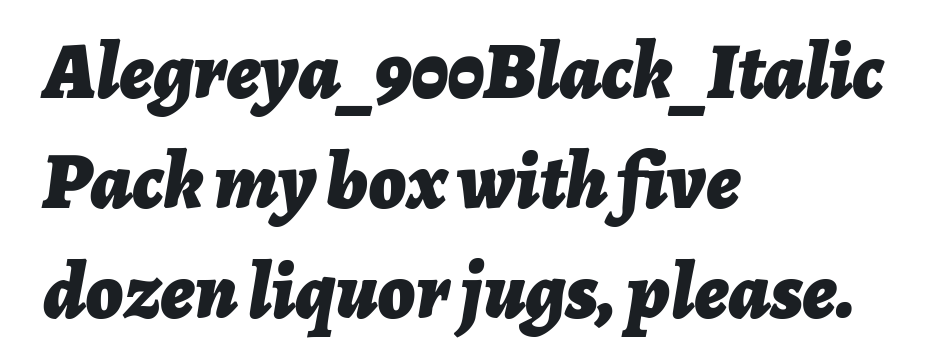 Alegreya_900Black_Italic
Pack my box with five
dozen liquor jugs, please.